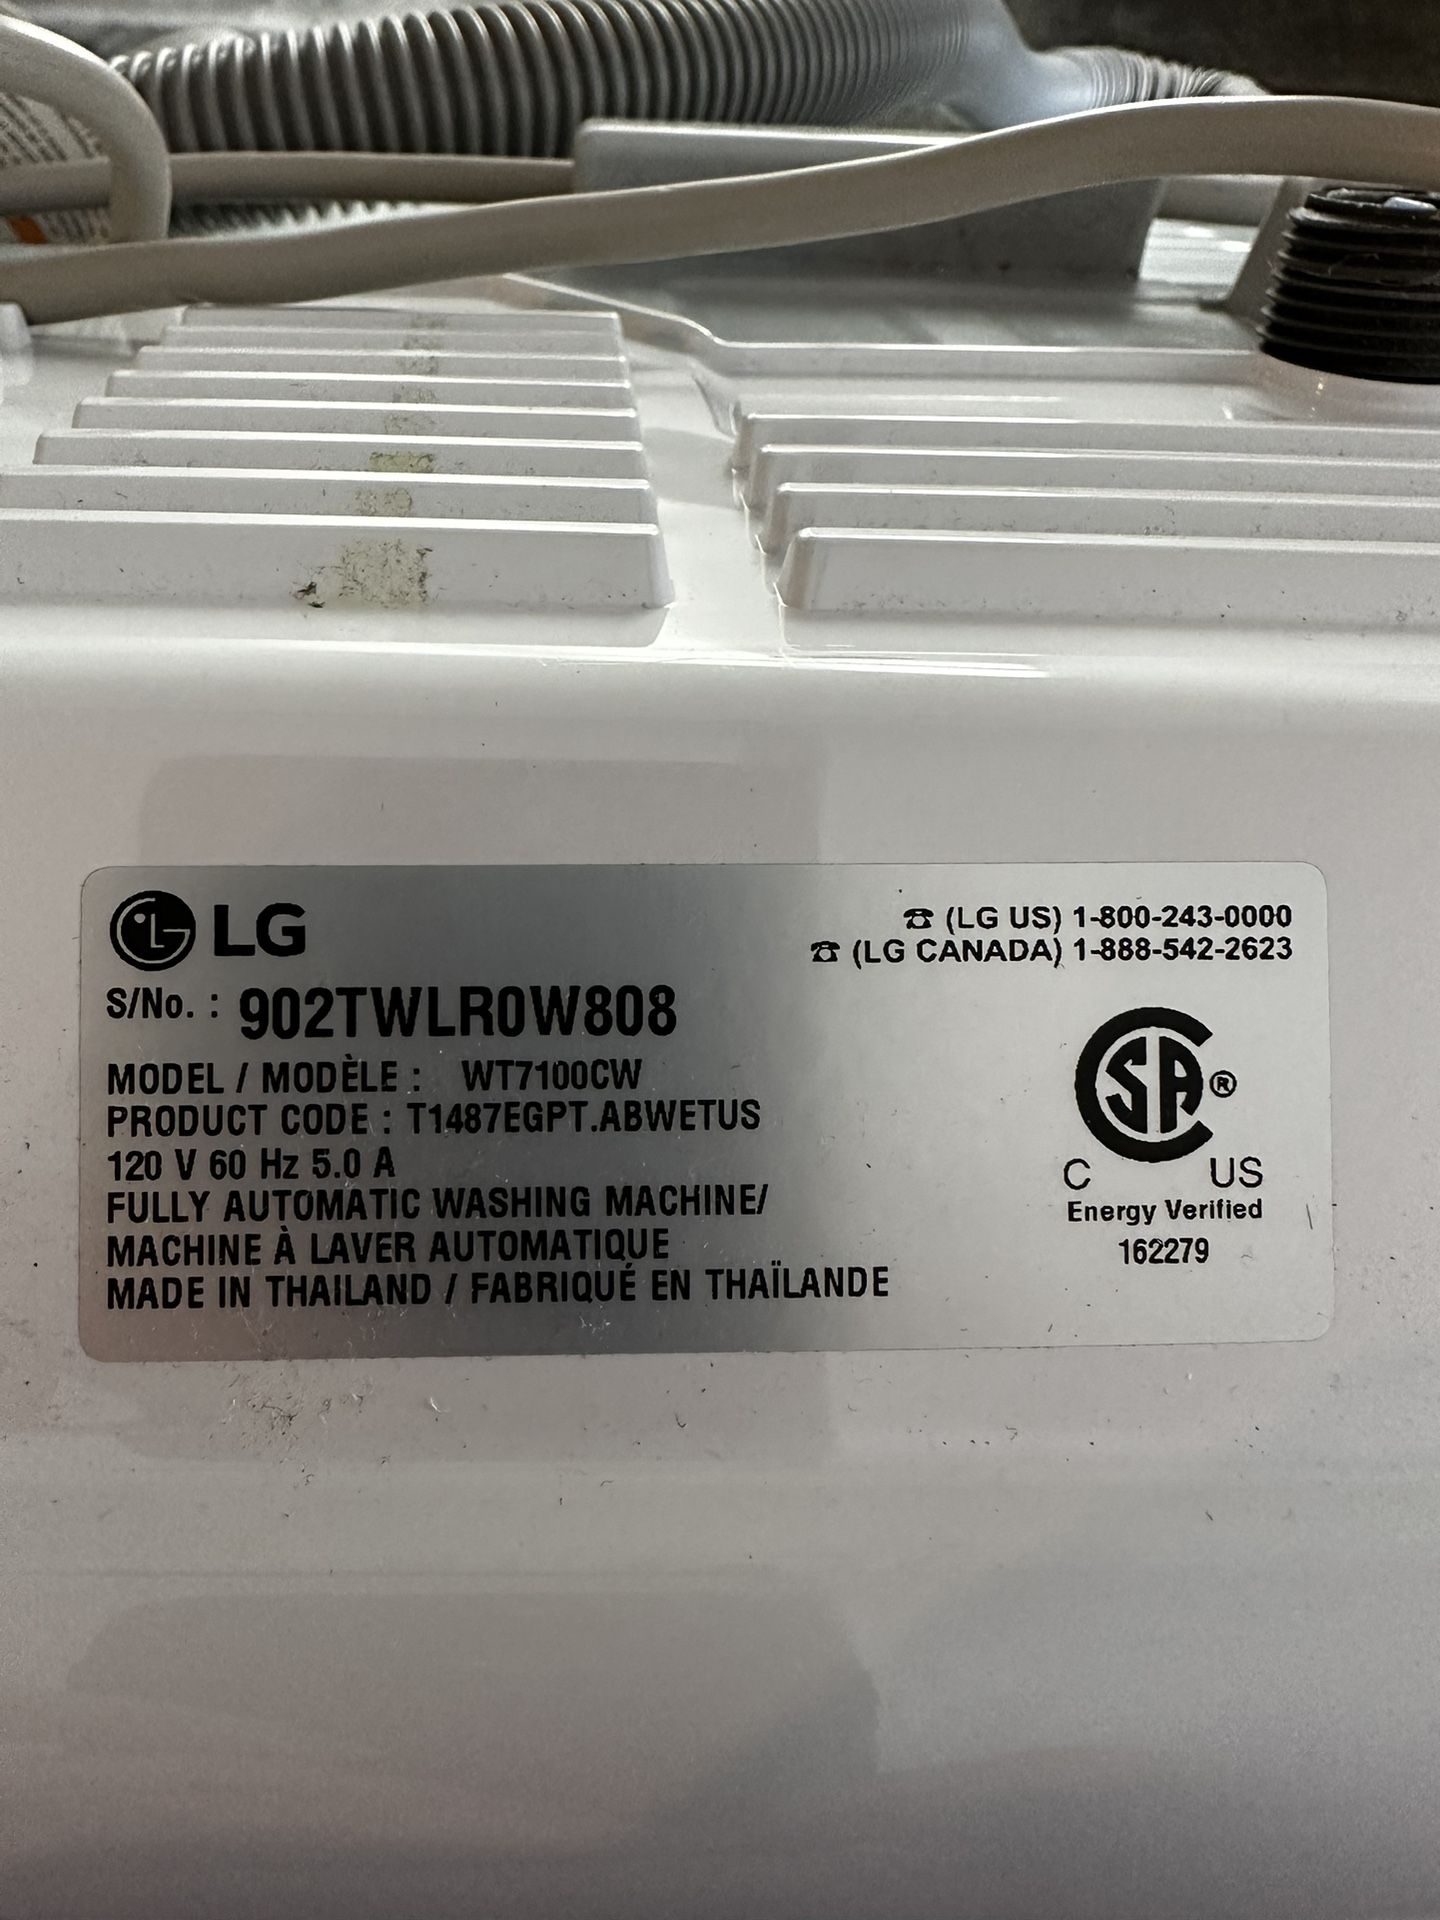 LG
☎ (LG US) 1-800-243-0000
☎ (LG CANADA) 1-888-542-2623
S/No. : 902TWLR0W808
MODEL / MODÈLE : WT7100CW
PRODUCT CODE : T1487EGPT.ABWETUS
120 V 60 Hz 5.0 A
FULLY AUTOMATIC WASHING MACHINE/
MACHINE À LAVER AUTOMATIQUE
MADE IN THAILAND / FABRIQUÉ EN THAÏLANDE
SA ®
C US
Energy Verified
162279